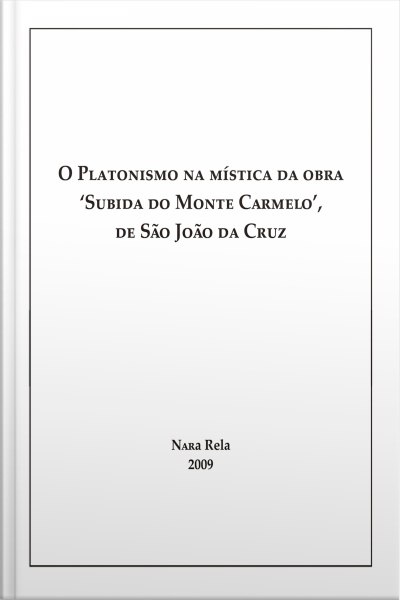 O Platonismo na mística da obra
‘Subida do Monte Carmelo’,
de São João da Cruz
Nara Rela
2009